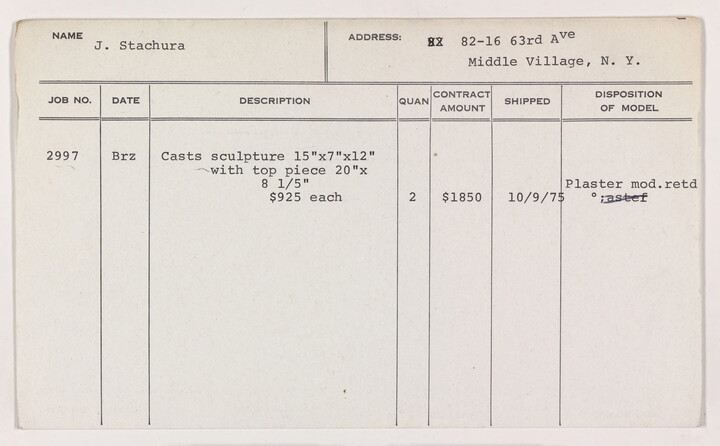 NAME J. Stachura ADDRESS: 82-16 63rd Ave
Middle Village, N. Y.
JOB NO. DATE DESCRIPTION QUAN CONTRACT AMOUNT SHIPPED DISPOSITION OF MODEL
2997 Brz Casts sculpture 15"x7"x12"
with top piece 20"x
8 1/5"
Plaster mod.retd
$925 each 2 $1850 10/9/75